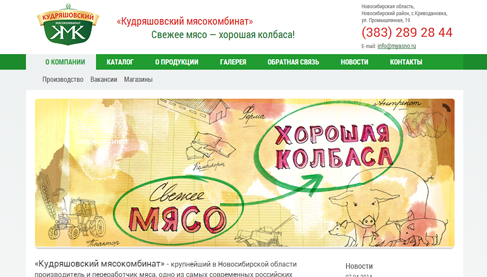 КУДРЯШОВСКИЙ
МЯСОКОМБИНАТ
КМК
«Кудряшовский мясокомбинат»
Свежее мясо — хорошая колбаса!
Новосибирская область,
Новосибирский район, с.Криводановка,
ул. Промышленная, 19
(383) 289 28 44
E-mail: info@myasno.ru
О КОМПАНИИ КАТАЛОГ О ПРОДУКЦИИ ГАЛЕРЕЯ ОБРАТНАЯ СВЯЗЬ НОВОСТИ КОНТАКТЫ
Производство Вакансии Магазины
Ферма
Антрекот
ХОРОШАЯ
КОЛБАСА
Свежее
МЯСО
Трактор
«Кудряшовский мясокомбинат» - крупнейший в Новосибирской области
производитель и переработчик мяса, одно из самых современных российских
Новости